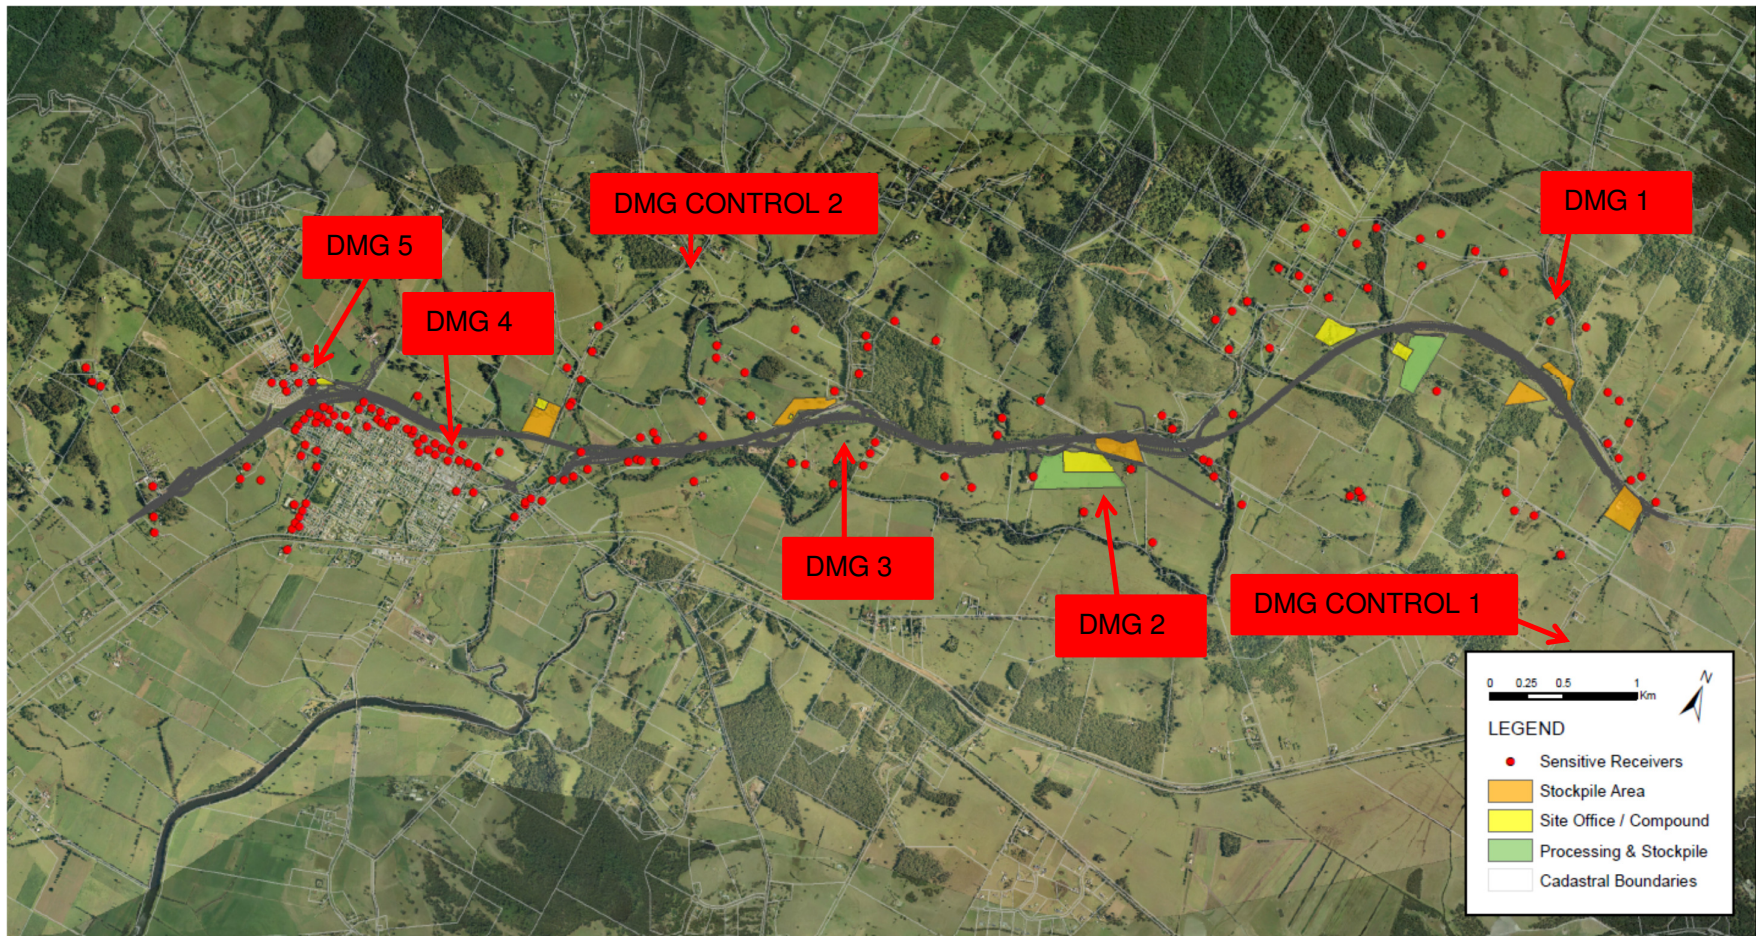 DMG CONTROL 2
DMG 1
DMG 5
DMG 4
DMG 3
DMG 2
DMG CONTROL 1
0 0.25 0.5 1
Km
N
LEGEND
Sensitive Receivers
Stockpile Area
Site Office / Compound
Processing & Stockpile
Cadastral Boundaries